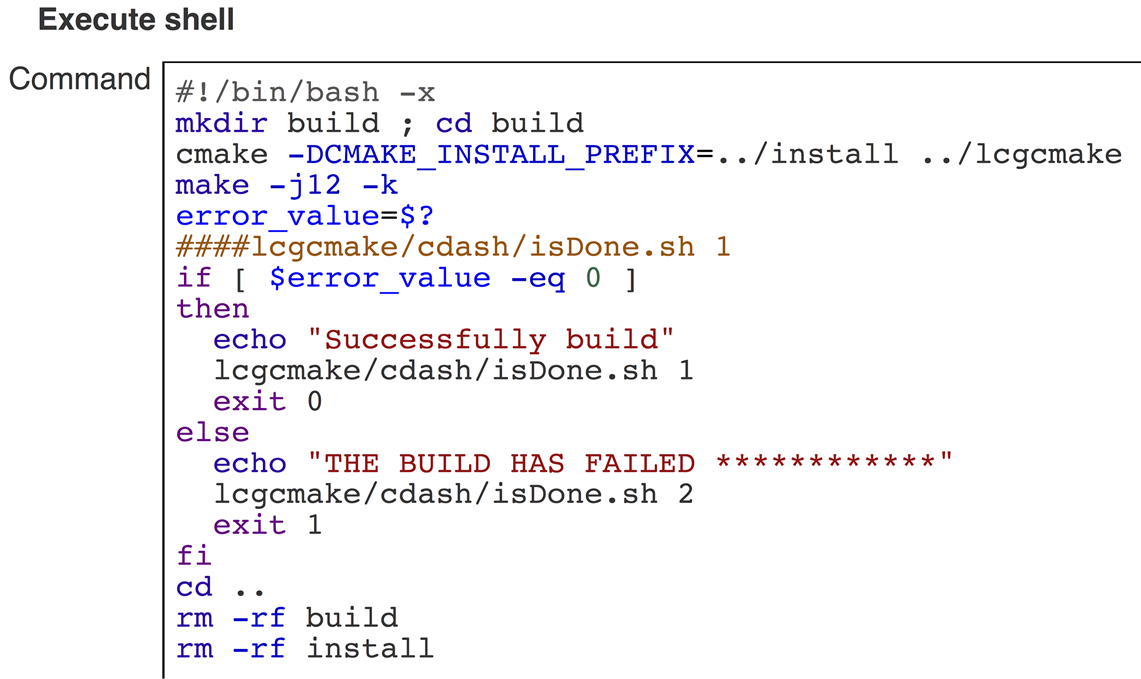 Execute shell
Command
#!/bin/bash -x
mkdir build ; cd build
cmake -DCMAKE_INSTALL_PREFIX=../install ../lcgcmake
make -j12 -k
error_value=$?
####lcgcmake/cdash/isDone.sh 1
if [ $error_value -eq 0 ]
then
  echo "Successfully build"
  lcgcmake/cdash/isDone.sh 1
  exit 0
else
  echo "THE BUILD HAS FAILED ************"
  lcgcmake/cdash/isDone.sh 2
  exit 1
fi
cd ..
rm -rf build
rm -rf install